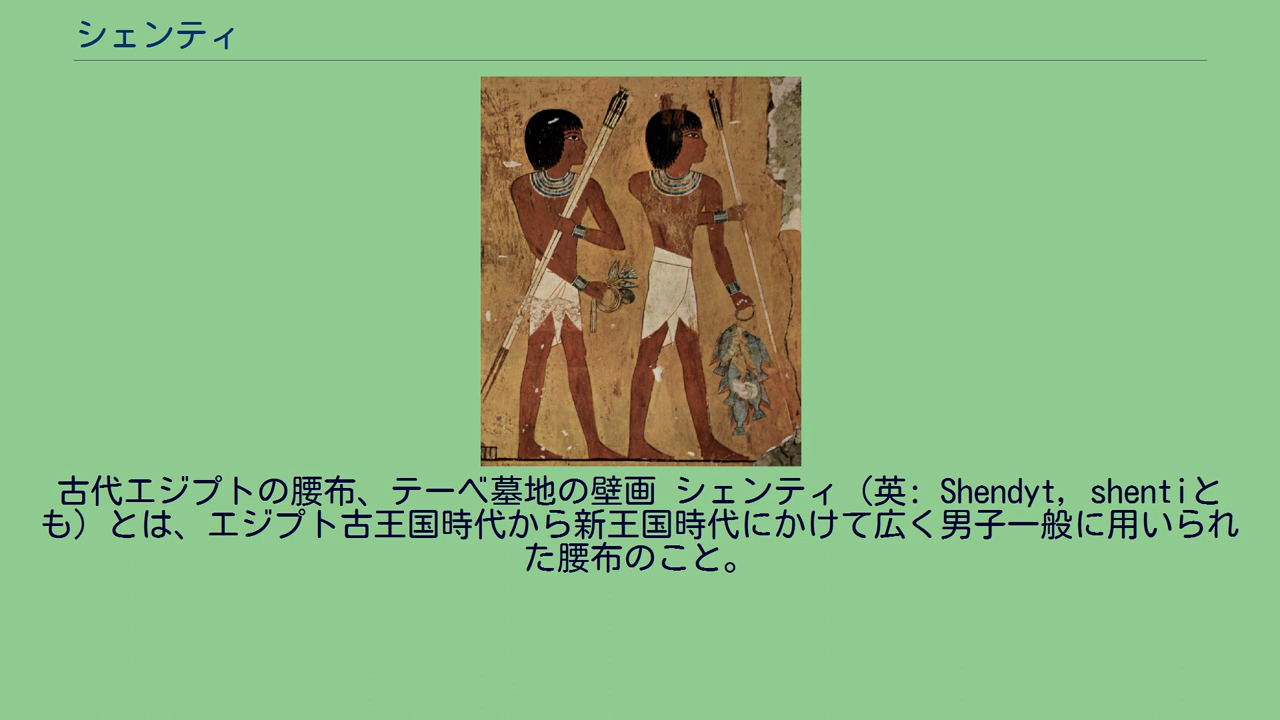 シェンティ
古代エジプトの腰布、テーベ墓地の壁画 シェンティ（英: Shendyt, shentiと
も）とは、エジプト古王国時代から新王国時代にかけて広く男子一般に用いられ
た腰布のこと。